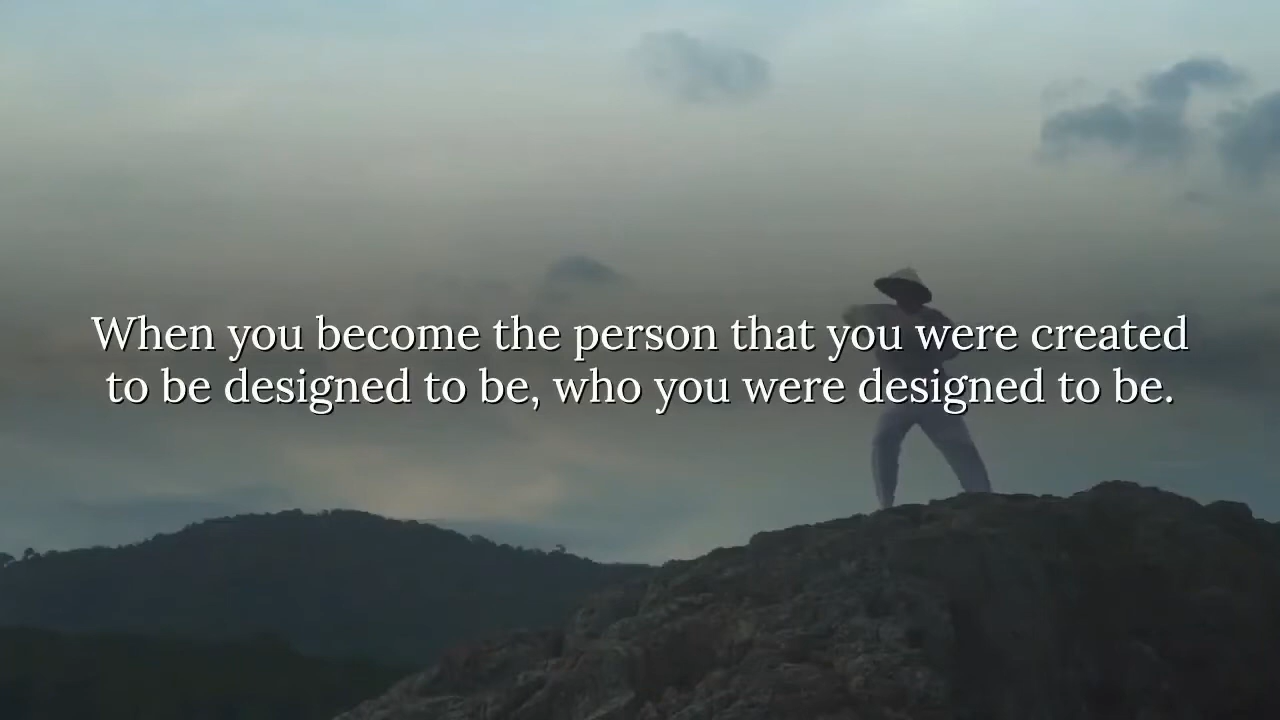 When you become the person that you were created
to be designed to be, who you were designed to be.